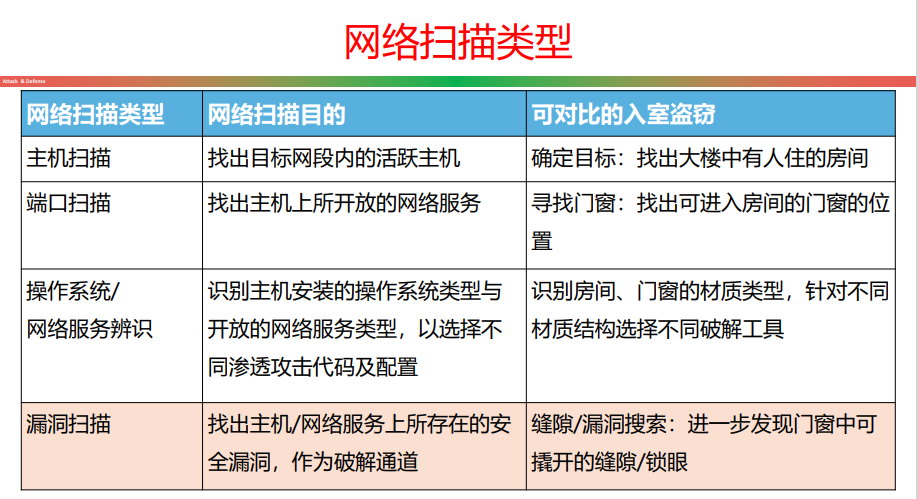 网络扫描类型
Attack & Defense
网络扫描类型 网络扫描目的 可对比的入室盗窃
主机扫描 找出目标网段内的活跃主机 确定目标：找出大楼中有人住的房间
端口扫描 找出主机上所开放的网络服务 寻找门窗：找出可进入房间的门窗的位
置
操作系统/ 识别主机安装的操作系统类型与 识别房间、门窗的材质类型，针对不同
网络服务辨识 开放的网络服务类型，以选择不 材质结构选择不同破解工具
同渗透攻击代码及配置
漏洞扫描 找出主机/网络服务上所存在的安 缝隙/漏洞搜索：进一步发现门窗中可
全漏洞，作为破解通道 撬开的缝隙/锁眼